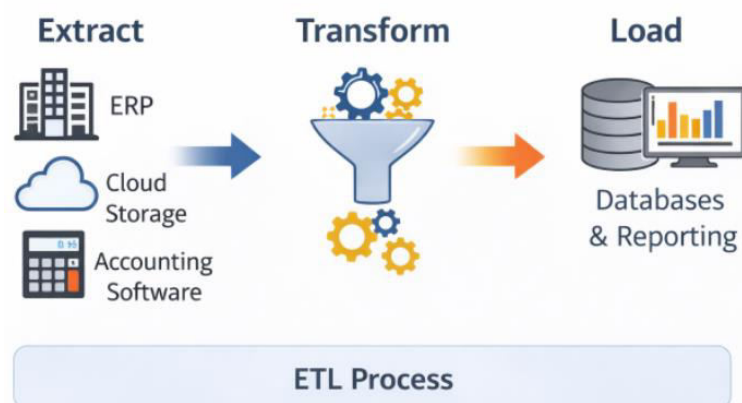 Extract
Transform
Load
ERP
Cloud
Storage
Accounting
Software
Databases
& Reporting
ETL Process